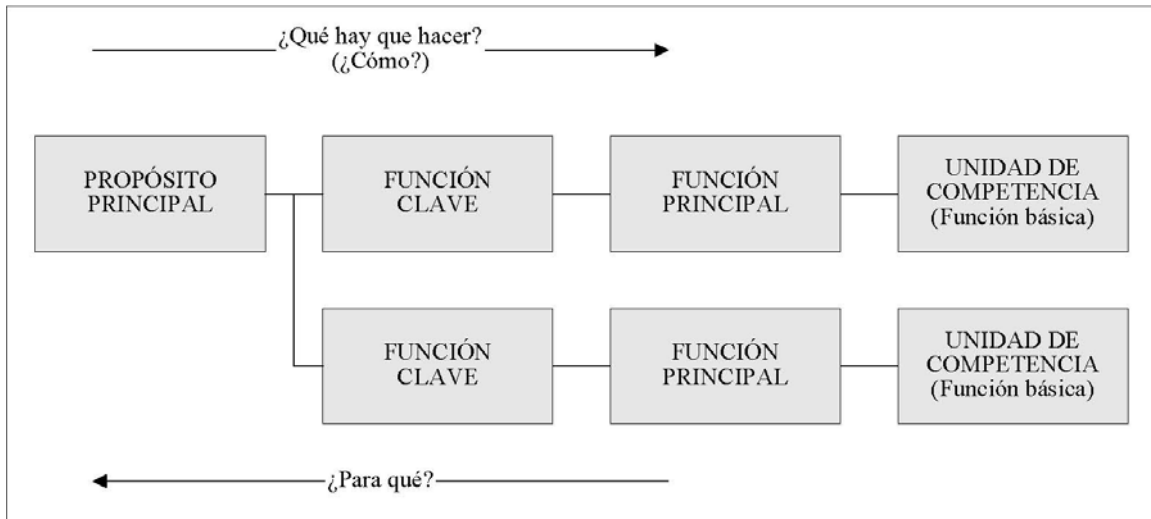 ¿Qué hay que hacer?
(¿Cómo?)
PROPÓSITO
PRINCIPAL
FUNCIÓN
CLAVE
FUNCIÓN
PRINCIPAL
UNIDAD DE
COMPETENCIA
(Función básica)
FUNCIÓN
CLAVE
FUNCIÓN
PRINCIPAL
UNIDAD DE
COMPETENCIA
(Función básica)
¿Para qué?